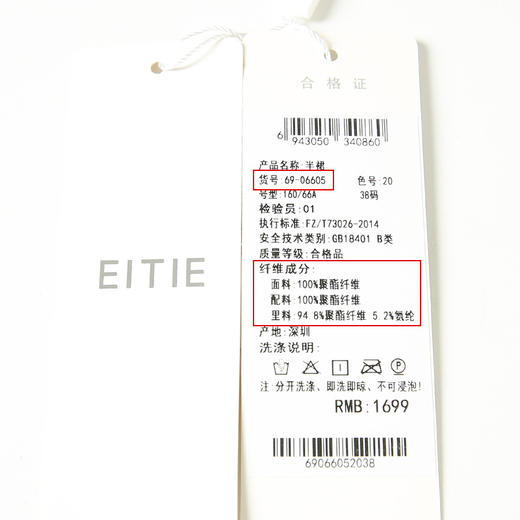 EITIE
合格证
6 943050 340860
产品名称:半裙
货号:69-06605 色号:20
号型:160/66A 38码
检验员:01
执行标准:FZ/T73026-2014
安全技术类别:GB18401 B类
质量等级:合格品
纤维成分:
面料:100%聚酯纤维
配料:100%聚酯纤维
里料:94.8%聚酯纤维 5.2%氨纶
产地:深圳
洗涤说明:
P
注:分开洗涤、即洗即晾、不可浸泡!
RMB:1699
69066052038